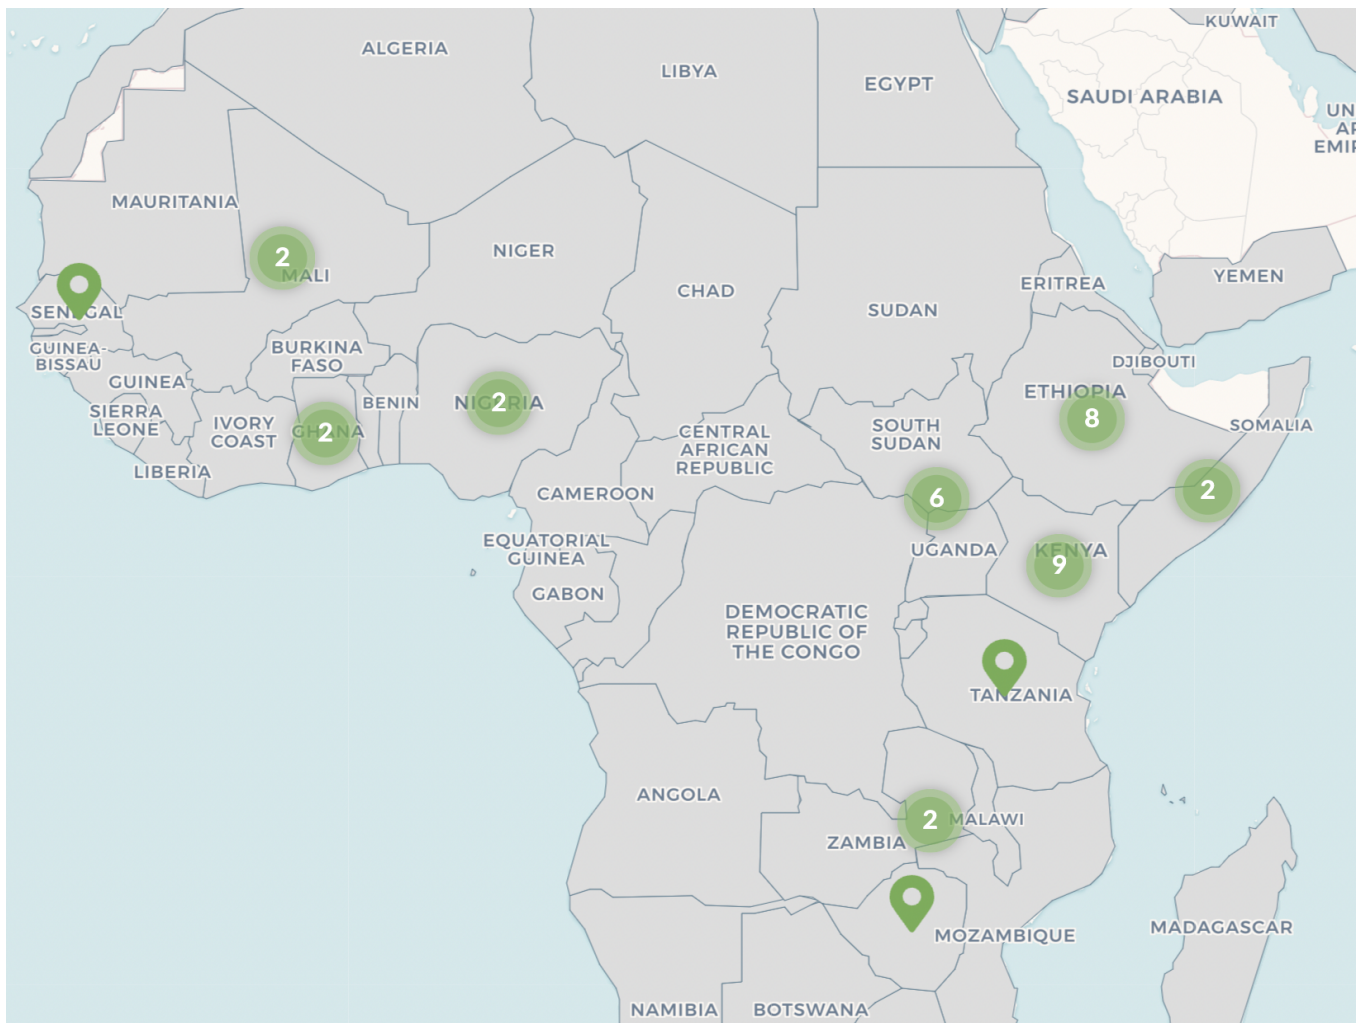 KUWAIT
ALGERIA
LIBYA
EGYPT
SAUDI ARABIA
UN
AR
EMIR
MAURITANIA
2
MALI
NIGER
CHAD
SUDAN
ERITREA
YEMEN
SENEGAL
GUINEA-
BISSAU
BURKINA
FASO
GUINEA
BENIN
NIGERIA
2
DJIBOUTI
ETHIOPIA
8
SIERRA
LEONE
IVORY
COAST
GHANA
2
SOUTH
SUDAN
SOMALIA
CENTRAL
AFRICAN
REPUBLIC
LIBERIA
CAMEROON
6
2
EQUATORIAL
GUINEA
UGANDA
KENYA
9
GABON
DEMOCRATIC
REPUBLIC OF
THE CONGO
TANZANIA
ANGOLA
2
MALAWI
ZAMBIA
MOZAMBIQUE
MADAGASCAR
NAMIBIA
BOTSWANA